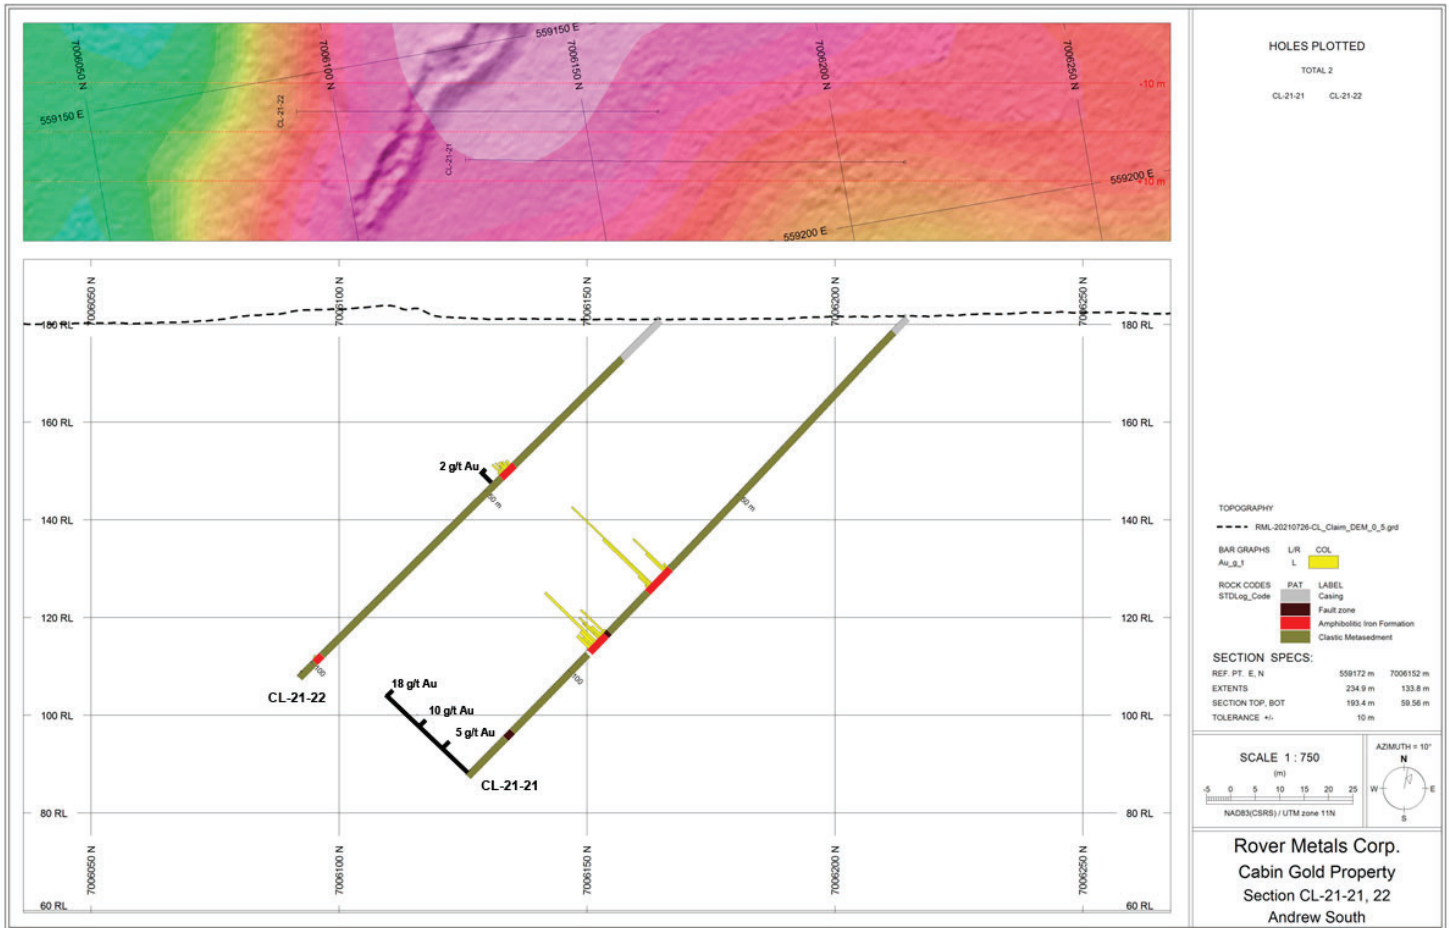 7006050 N
7006100 N
7006150 N
7006200 N
7006250 N
559150 E
559150 E
-10 m
CL-21-22
CL-21-21
+10 m
559200 E
559200 E
7006050 N
7006100 N
7006150 N
7006200 N
7006250 N
180 RL
180 RL
160 RL
160 RL
2 g/t Au
50 m
50 m
140 RL
140 RL
120 RL
120 RL
100
100
CL-21-22
18 g/t Au
10 g/t Au
5 g/t Au
100 RL
100 RL
CL-21-21
80 RL
80 RL
7006050 N
7006100 N
7006150 N
7006200 N
7006250 N
60 RL
60 RL
HOLES PLOTTED
TOTAL 2
CL-21-21 CL-21-22
TOPOGRAPHY
RML-20210726-CL_Claim_DEM_0_5.grd
BAR GRAPHS L/R COL
Au_g_t L
ROCK CODES PAT LABEL
STDLog_Code Casing
Fault zone
Amphibolitic Iron Formation
Clastic Metasedment
SECTION SPECS:
REF. PT. E, N 559172 m 7006152 m
EXTENTS 234.9 m 133.8 m
SECTION TOP, BOT 193.4 m 59.56 m
TOLERANCE +/- 10 m
SCALE 1 : 750
(m)
-5 0 5 10 15 20 25
NAD83(CSRS) / UTM zone 11N
AZIMUTH = 10°
N
W E
S
Rover Metals Corp.
Cabin Gold Property
Section CL-21-21, 22
Andrew South